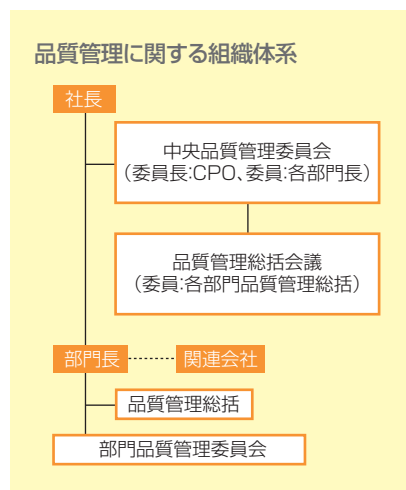 品質管理に関する組織体系
社長
中央品質管理委員会
（委員長:CPO、委員:各部門長）
品質管理総括会議
（委員:各部門品質管理総括）
部門長
関連会社
品質管理総括
部門品質管理委員会